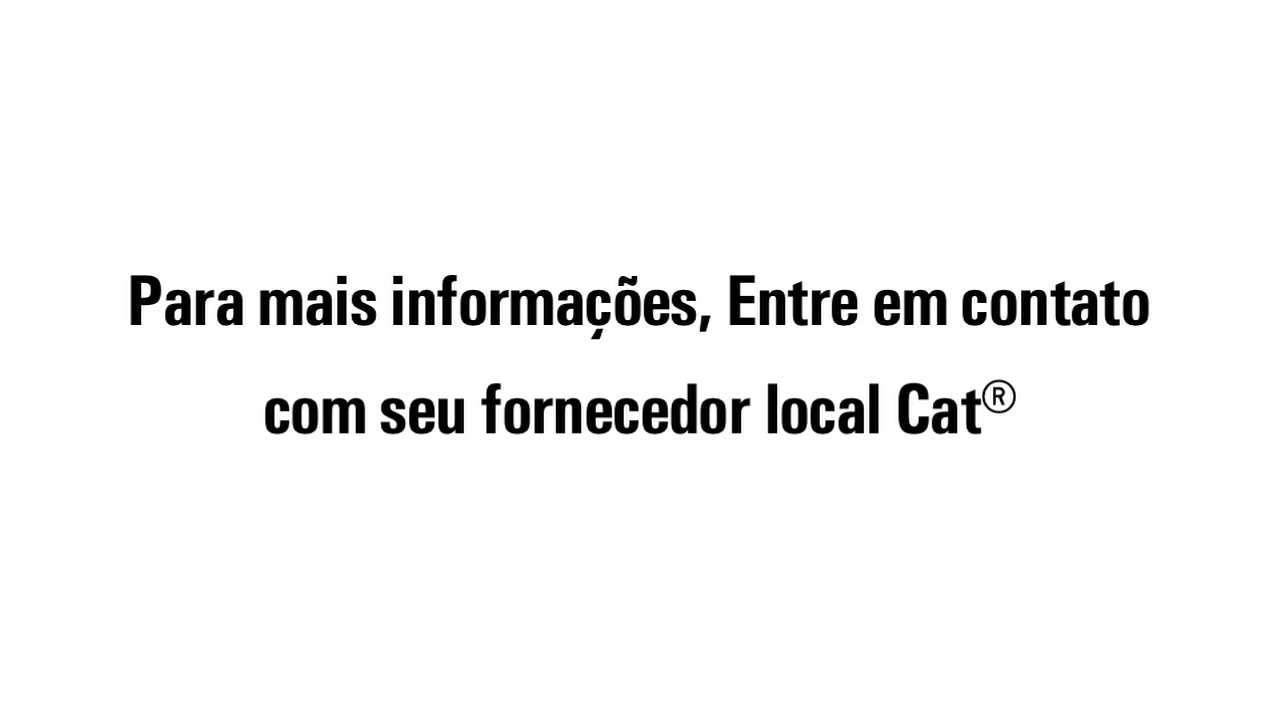 Para mais informações, Entre em contato
com seu fornecedor local Cat®